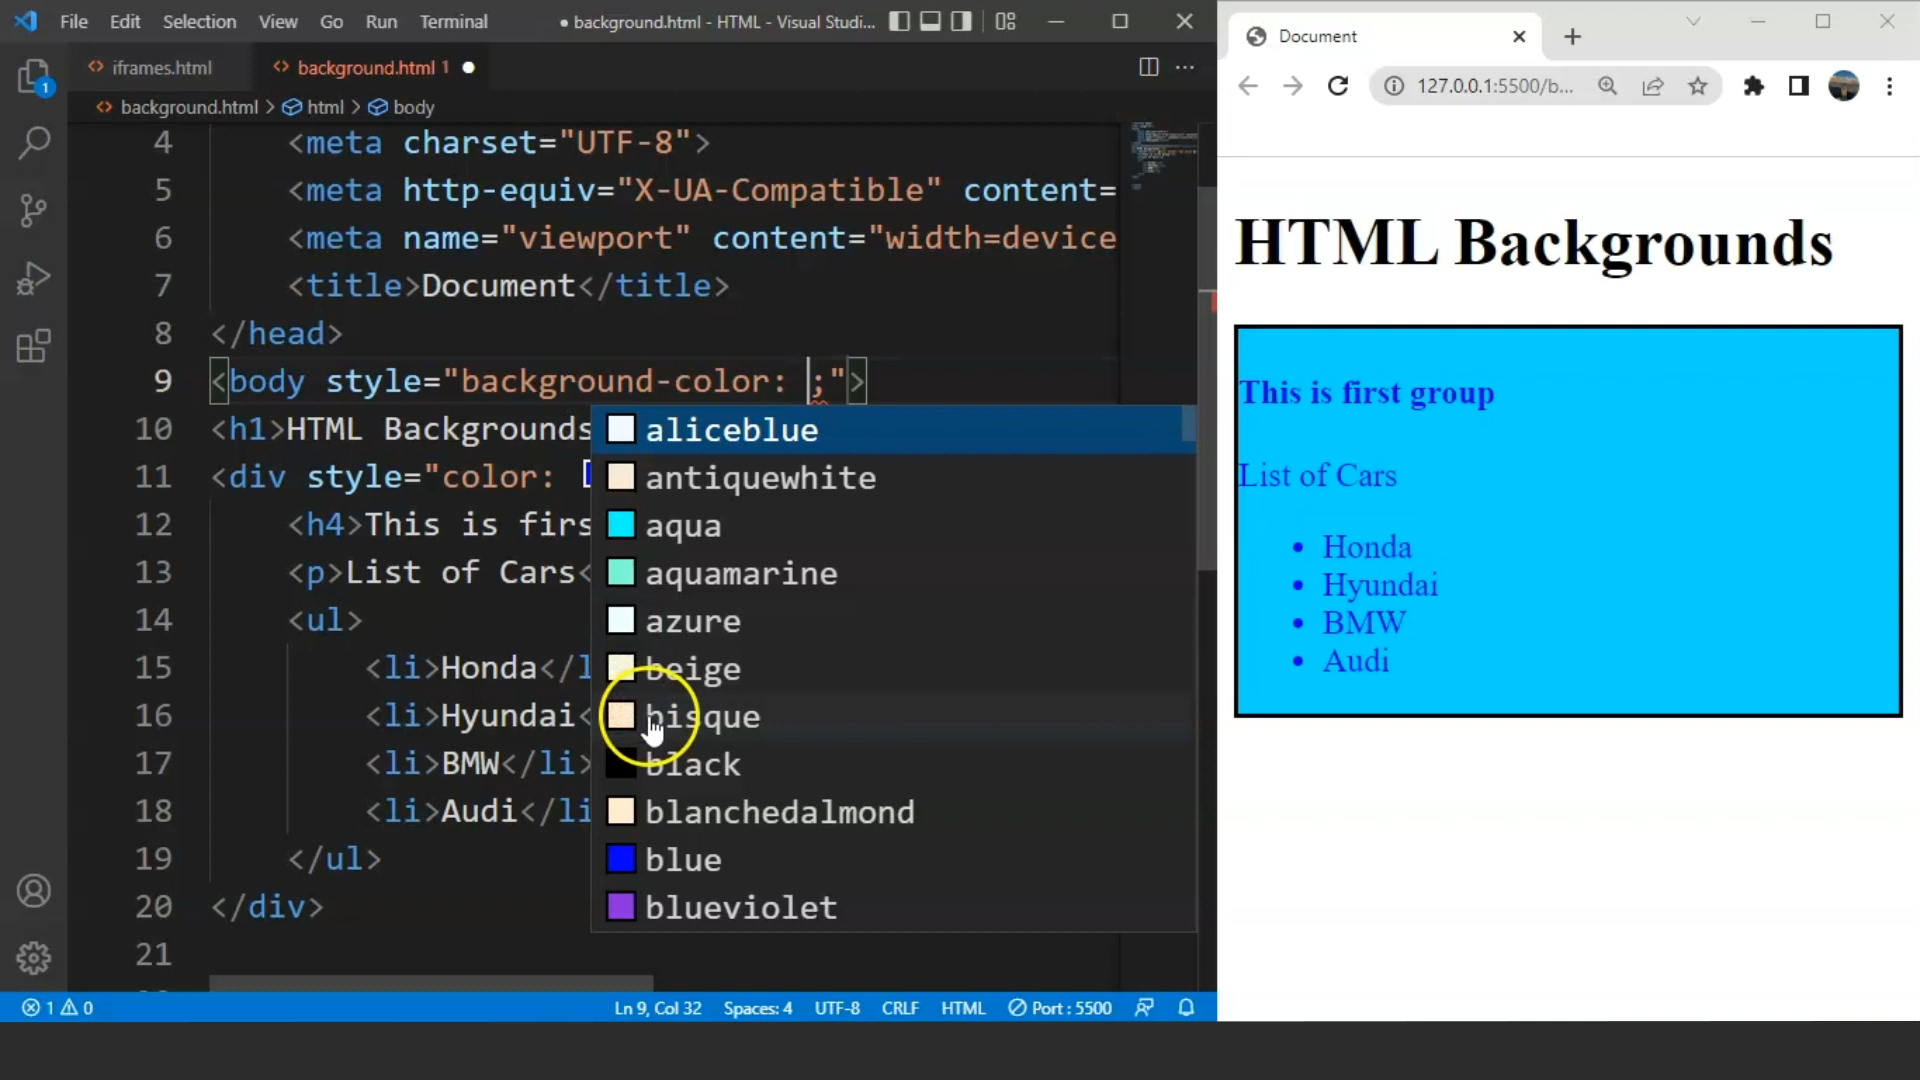 File Edit Selection View Go Run Terminal ● background.html - HTML - Visual Studi...
iframes.html background.html 1 ●
background.html > html > body
4 <meta charset="UTF-8">
5 <meta http-equiv="X-UA-Compatible" content=
6 <meta name="viewport" content="width=device
7 <title>Document</title>
8 </head>
9 <body style="background-color: ;">
10 <h1>HTML Backgrounds
11 <div style="color:
12 <h4>This is firs
13 <p>List of Cars<
14 <ul>
15 <li>Honda</l
16 <li>Hyundai<
17 <li>BMW</li>
18 <li>Audi</li
19 </ul>
20 </div>
21
aliceblue
antiquewhite
aqua
aquamarine
azure
beige
bisque
black
blanchedalmond
blue
blueviolet
1
1 0 Ln 9, Col 32 Spaces: 4 UTF-8 CRLF HTML Port : 5500
Document
127.0.0.1:5500/b...
HTML Backgrounds
This is first group
List of Cars
• Honda
• Hyundai
• BMW
• Audi